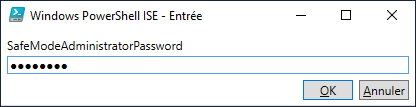 Windows PowerShell ISE - Entrée
SafeModeAdministratorPassword
●●●●●●●●
OK Annuler